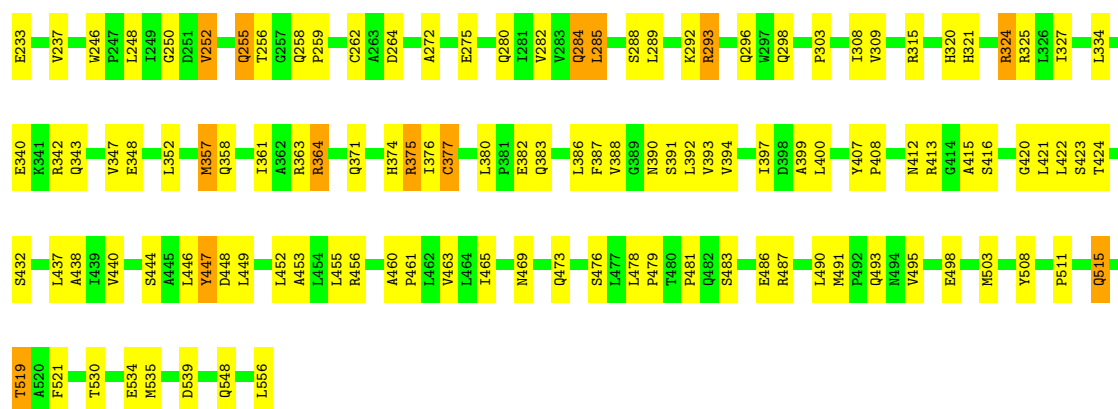 E233 V237 W246 P247 L248 I249 G250 D251 V252 Q255 T256 G257 Q258 P259 C262 A263 D264 A272 E275 Q280 I281 V282 V283 Q284 L285 S288 L289 K292 R293 Q296 W297 Q298 P303 I308 V309 R315 H320 H321 R324 R325 L326 I327 L334
E340 K341 R342 Q343 V347 E348 L352 M357 Q358 I361 A362 R363 R364 Q371 H374 R375 I376 C377 L380 P381 E382 Q383 L386 F387 V388 G389 N390 S391 L392 V393 V394 I397 D398 A399 L400 Y407 P408 N412 R413 G414 A415 S416 G420 L421 L422 S423 T424
S432 L437 A438 I439 V440 S444 A445 L446 Y447 D448 L449 L452 A453 L454 L455 R456 A460 P461 L462 V463 L464 I465 N469 Q473 S476 L477 L478 P479 T480 P481 Q482 S483 E486 R487 L490 M491 P492 Q493 N494 V495 E498 M503 Y508 P511 Q515
T519 A520 F521 T530 E534 M535 D539 Q548 L556